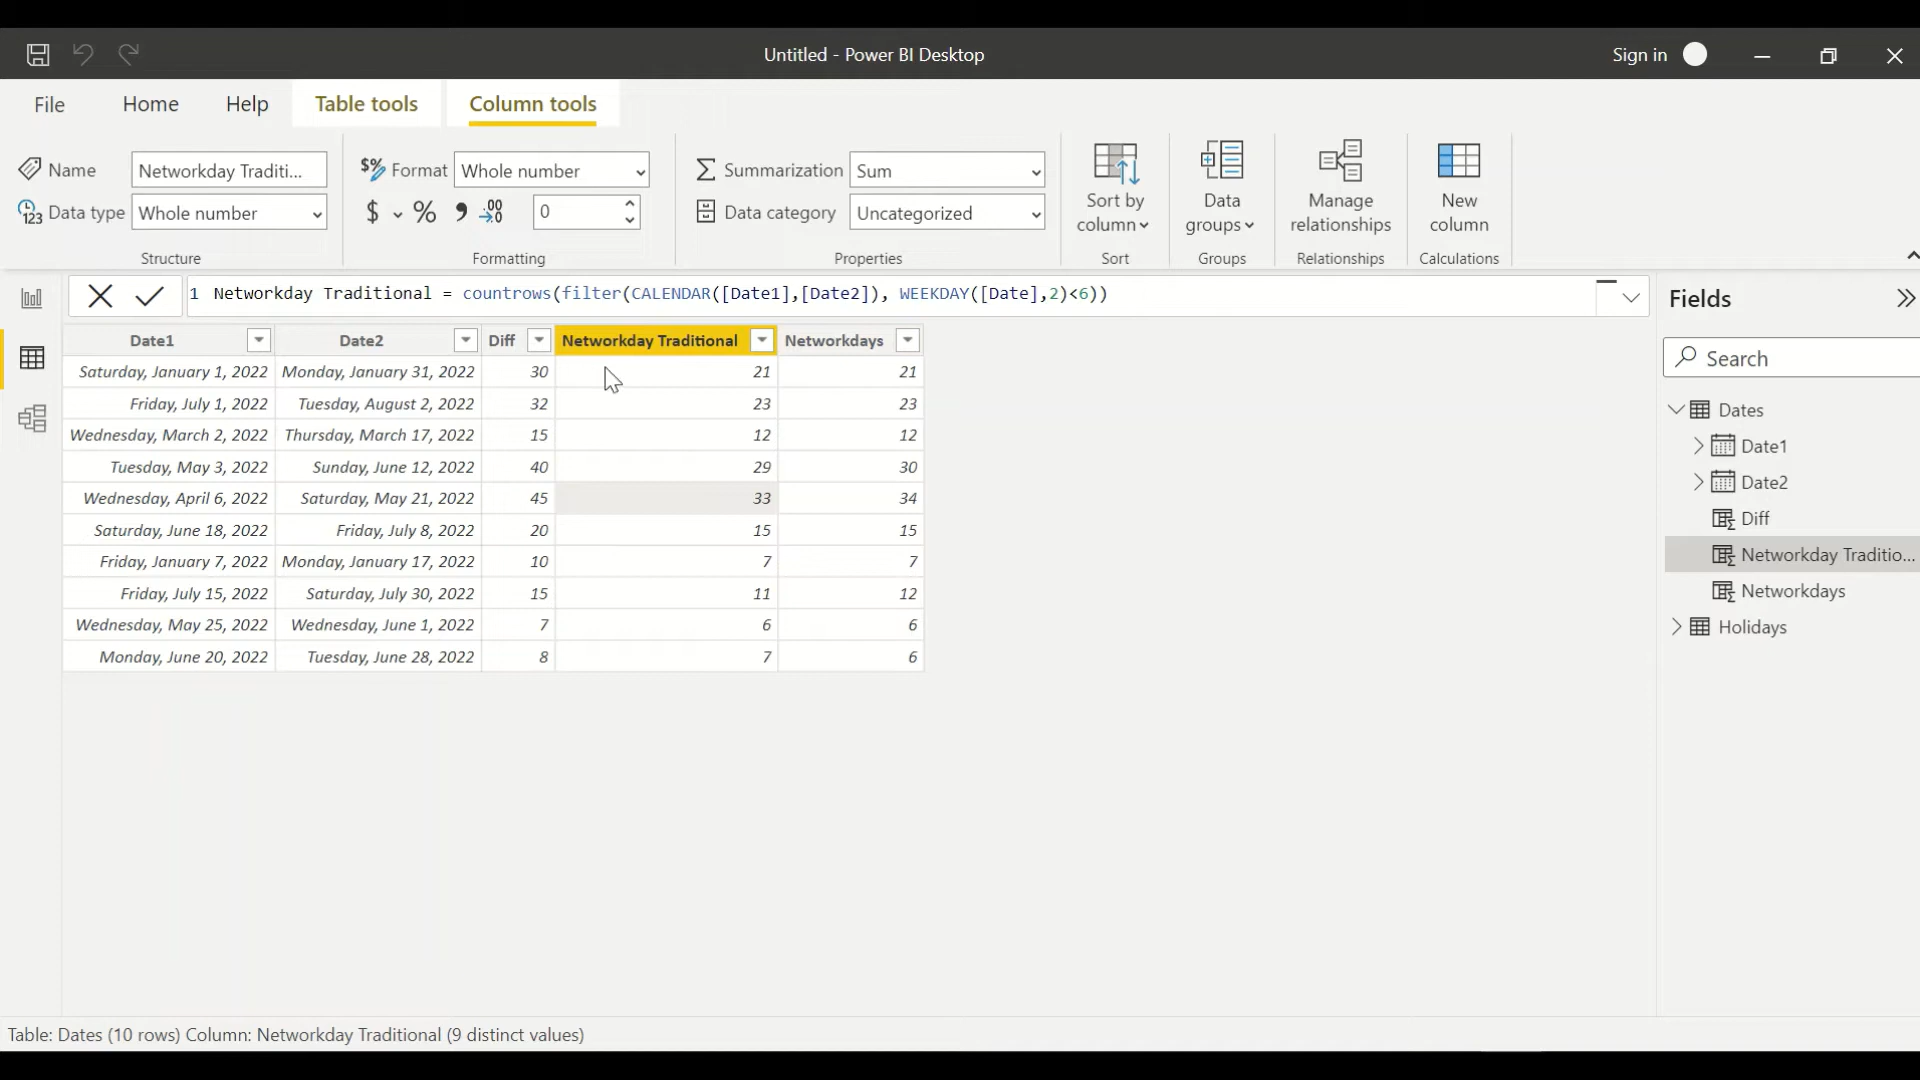 Untitled - Power BI Desktop
Sign in
File Home Help Table tools Column tools
Name Networkday Traditi...
Data type Whole number
Structure
Format Whole number
$ % 9 .00 0
Formatting
Summarization Sum
Data category Uncategorized
Properties
Sort by column
Sort
Data groups
Groups
Manage relationships
Relationships
New column
Calculations
1 Networkday Traditional = countrows(filter(CALENDAR([Date1],[Date2]), WEEKDAY([Date],2)<6))
Date1 Date2 Diff Networkday Traditional Networkdays
Saturday, January 1, 2022 Monday, January 31, 2022 30 21 21
Friday, July 1, 2022 Tuesday, August 2, 2022 32 23 23
Wednesday, March 2, 2022 Thursday, March 17, 2022 15 12 12
Tuesday, May 3, 2022 Sunday, June 12, 2022 40 29 30
Wednesday, April 6, 2022 Saturday, May 21, 2022 45 33 34
Saturday, June 18, 2022 Friday, July 8, 2022 20 15 15
Friday, January 7, 2022 Monday, January 17, 2022 10 7 7
Friday, July 15, 2022 Saturday, July 30, 2022 15 11 12
Wednesday, May 25, 2022 Wednesday, June 1, 2022 7 6 6
Monday, June 20, 2022 Tuesday, June 28, 2022 8 7 6
Fields
Search
Dates
Date1
Date2
Diff
Networkday Traditio...
Networkdays
Holidays
Table: Dates (10 rows) Column: Networkday Traditional (9 distinct values)